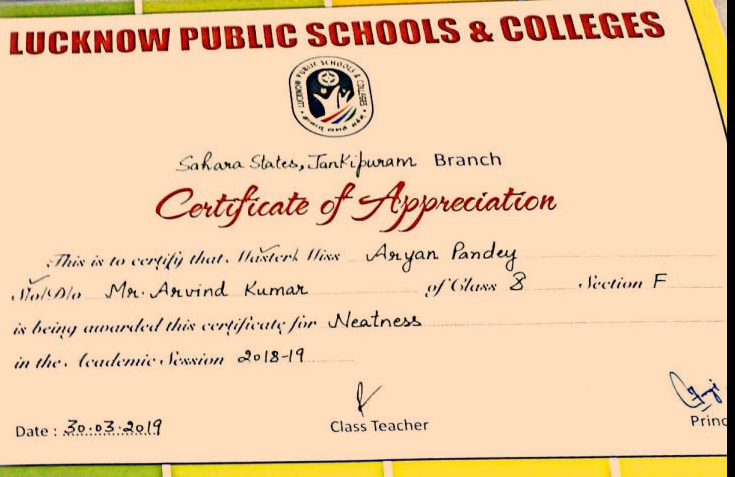 LUCKNOW PUBLIC SCHOOLS & COLLEGES
LUCKNOW PUBLIC SCHOOLS & COLLEGES
Sahara States, Jankipuram Branch
Certificate of Appreciation
This is to certify that Master/ Miss Aryan Pandey
S/o/D/o Mr. Arvind Kumar of Class 8 Section F
is being awarded this certificate for Neatness
in the Academic Session 2018-19
Date : 30.03.2019 Class Teacher Princ